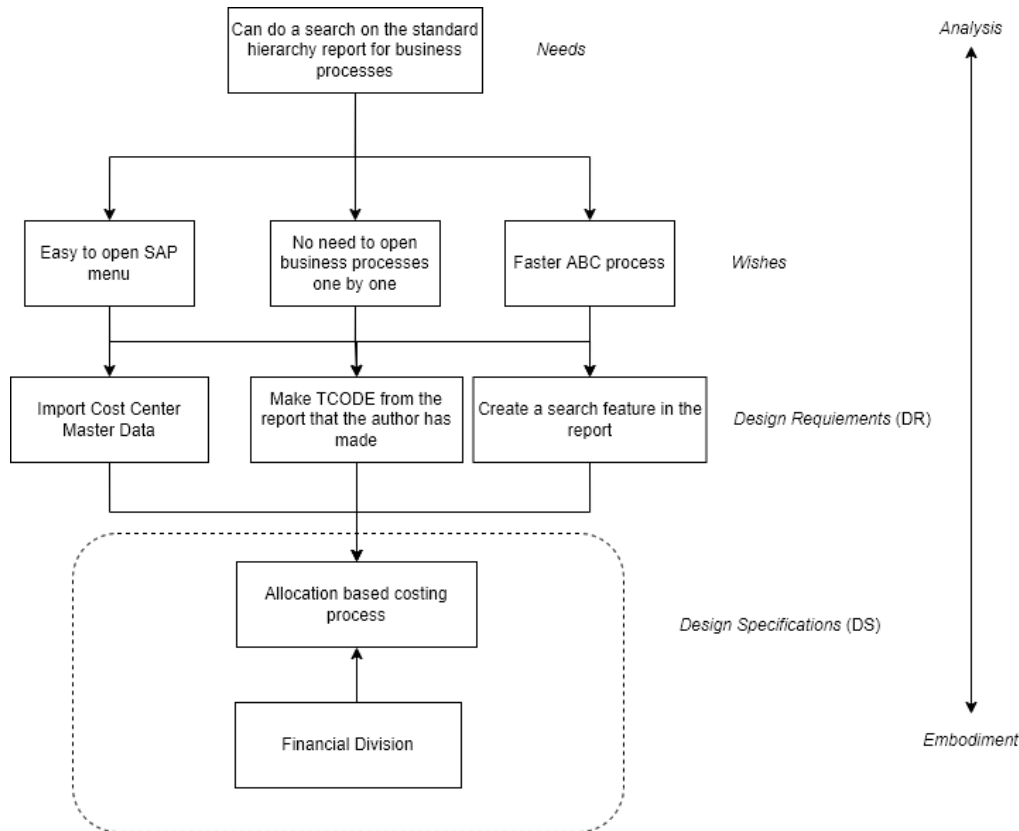 Can do a search on the standard
hierarchy report for business
processes
Needs
Analysis
Easy to open SAP
menu
No need to open
business processes
one by one
Faster ABC process
Wishes
Import Cost Center
Master Data
Make TCODE from the
report that the author has
made
Create a search feature in the
report
Design Requiements (DR)
Allocation based costing
process
Design Specifications (DS)
Financial Division
Embodiment